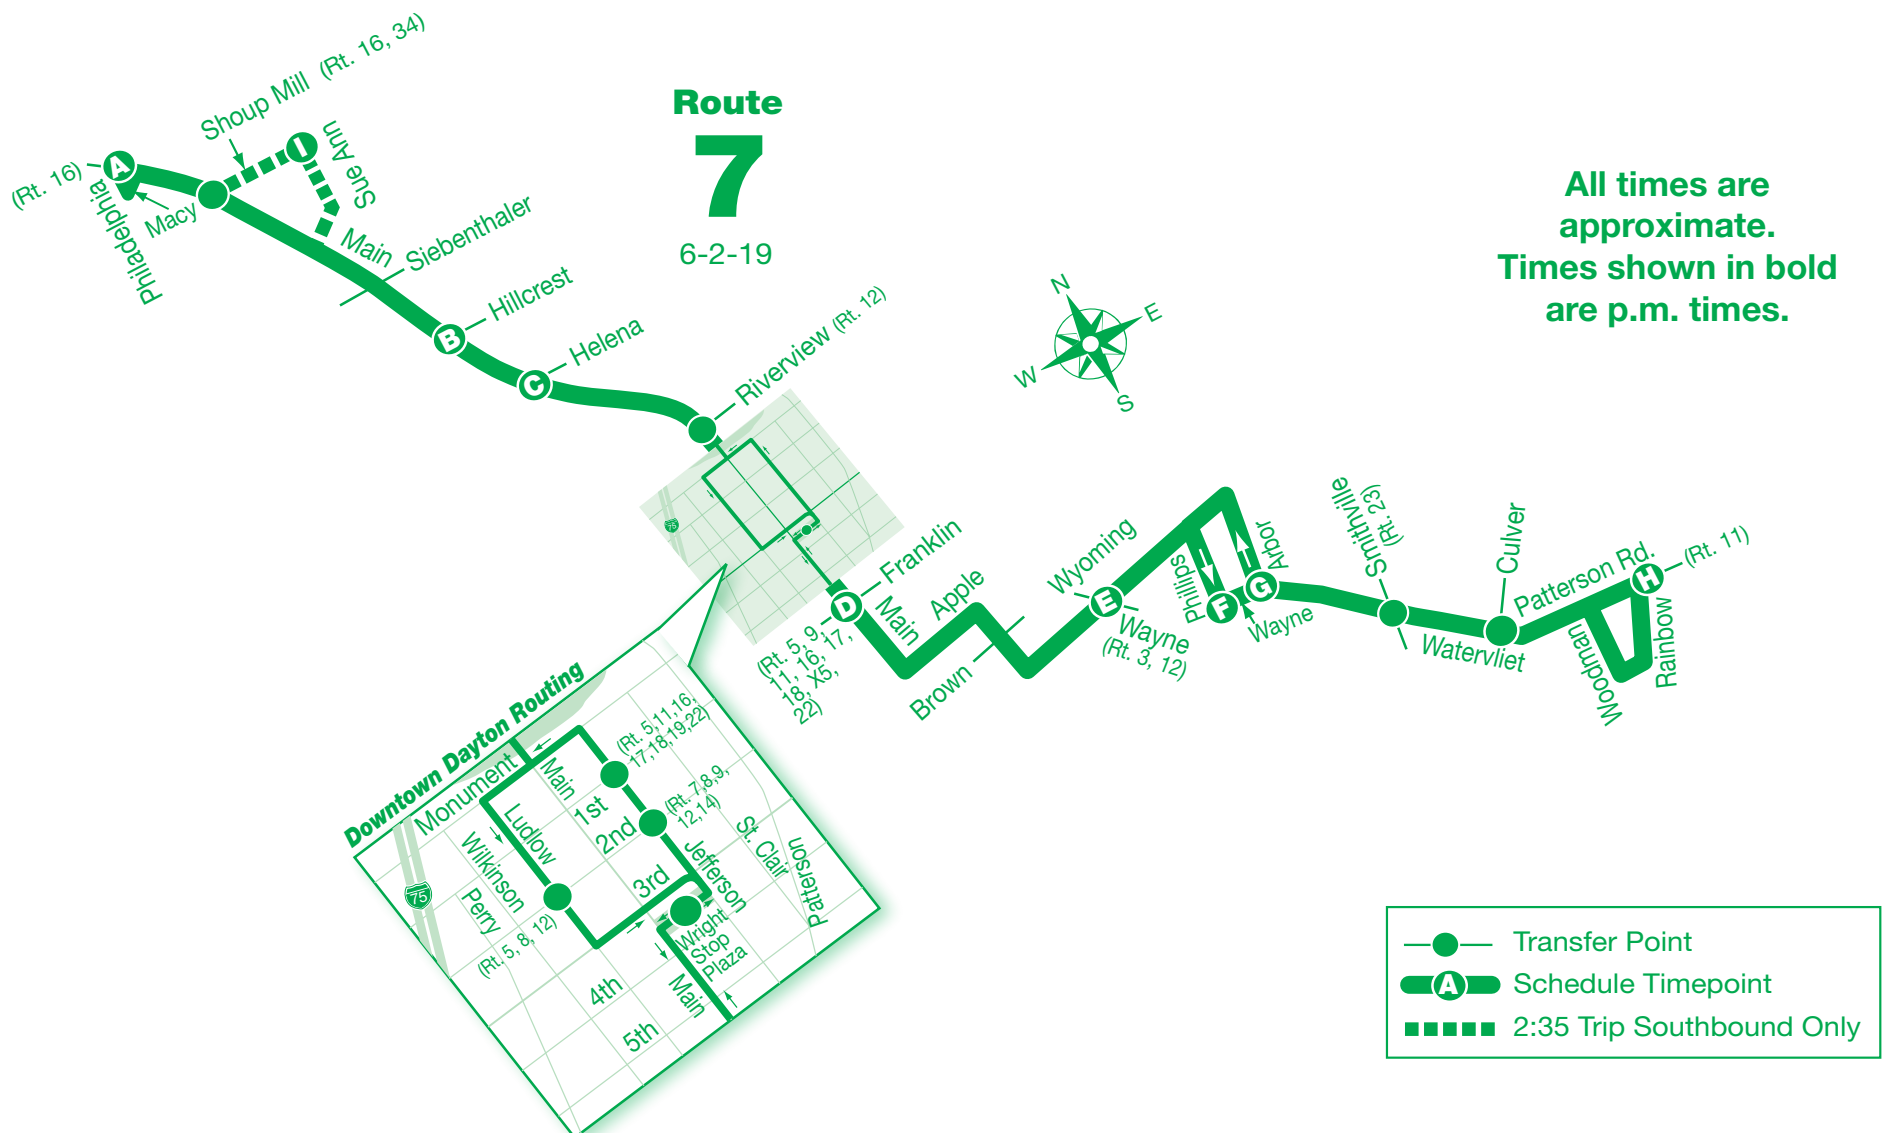 Route
7
6-2-19
All times are
approximate.
Times shown in bold
are p.m. times.
Shoup Mill (Rt. 16, 34)
(Rt. 16)
A
I
Sue Ann
Philadelphia
Macy
Main
Siebenthaler
B
Hillcrest
C
Helena
Riverview (Rt. 12)
N
E
W
S
75
D
Franklin
(Rt. 5, 9
11, 16, 17,
18, X5,
22)
Main
Apple
Brown
Wyoming
E
Wayne
(Rt. 3, 12)
Phillips
Arbor
F
G
Wayne
Smithville
(Rt. 23)
Watervliet
Culver
Patterson Rd.
H
(Rt. 11)
Woodman
Rainbow
Downtown Dayton Routing
Monument
Main
(Rt. 5,11,16,
17,18,19,22)
1st
2nd
(Rt. 7,8,9,
12,14)
Ludlow
Wilkinson
Perry
75
3rd
Jefferson
St. Clair
Patterson
(Rt. 5, 8, 12)
Wright
Stop
Plaza
4th
Main
5th
Transfer Point
A
Schedule Timepoint
2:35 Trip Southbound Only